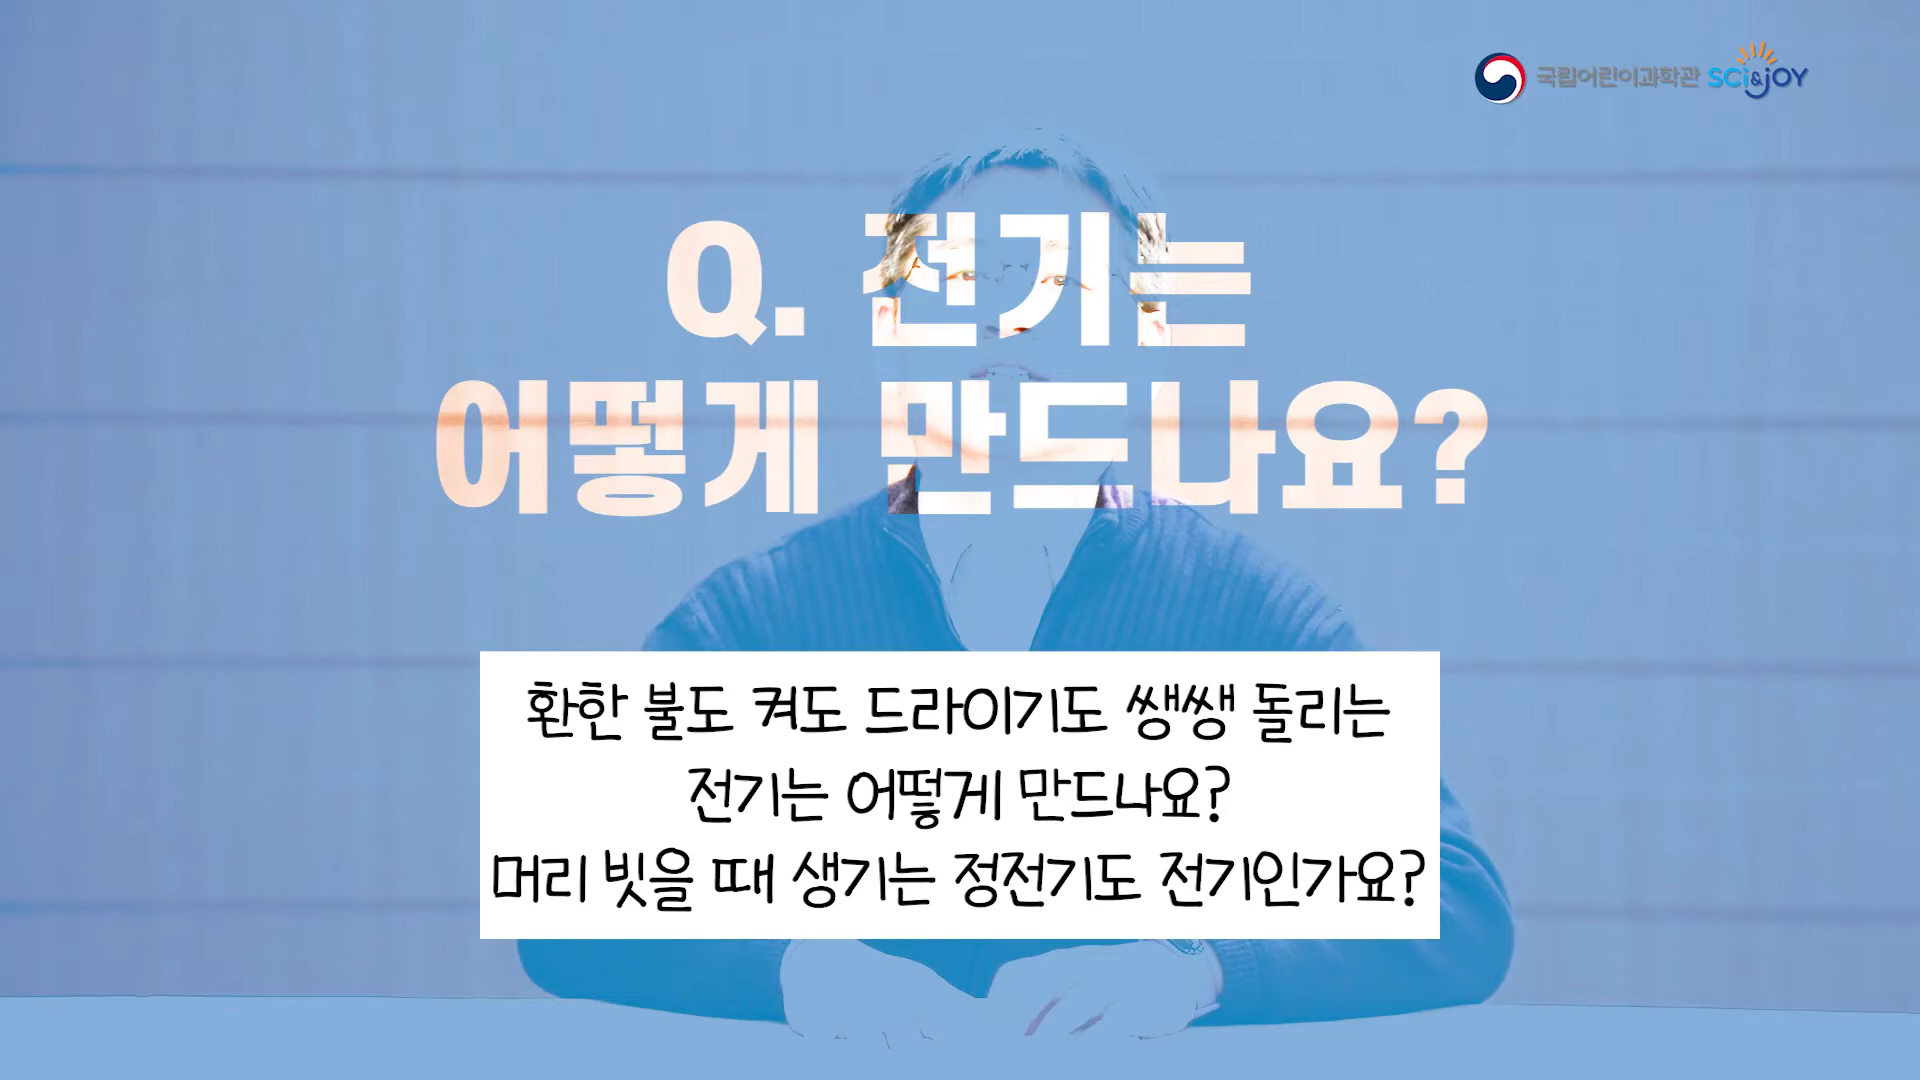 국립어린이과학관 SCi&jOY
Q. 전기는
어떻게 만드나요?
환한 불도 켜도 드라이기도 쌩쌩 돌리는
전기는 어떻게 만드나요?
머리 빗을 때 생기는 정전기도 전기인가요?